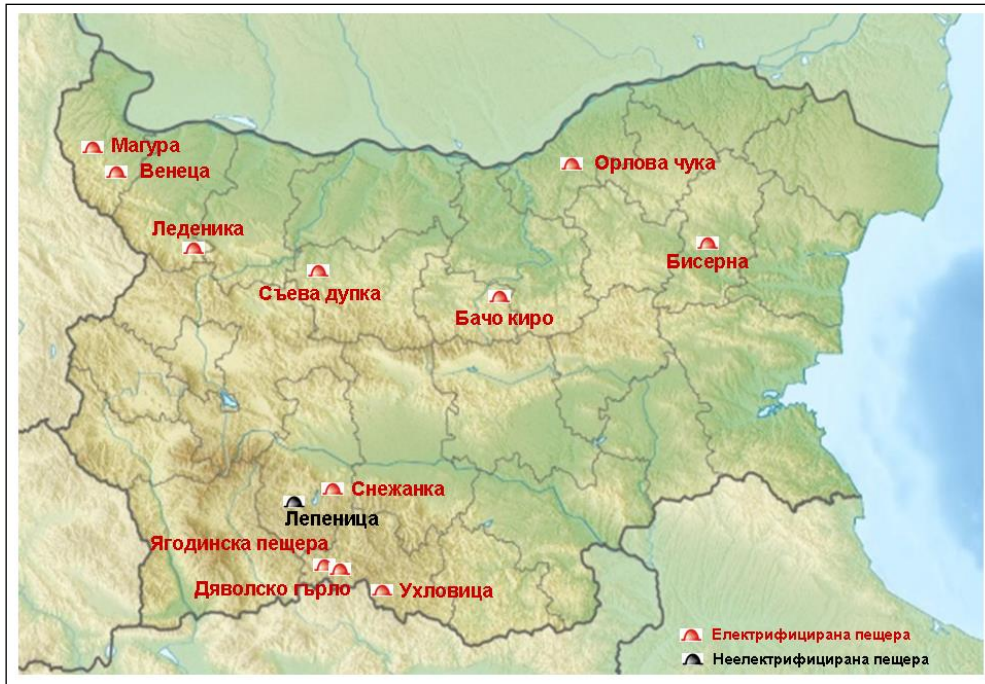 Магура
Венеца
Орлова чука
Леденика
Бисерна
Съева дупка
Бачо киро
Снежанка
Лепеница
Ягодинска пещера
Дяволско гърло
Ухловица
Електрифицирана пещера
Неелектрифицирана пещера